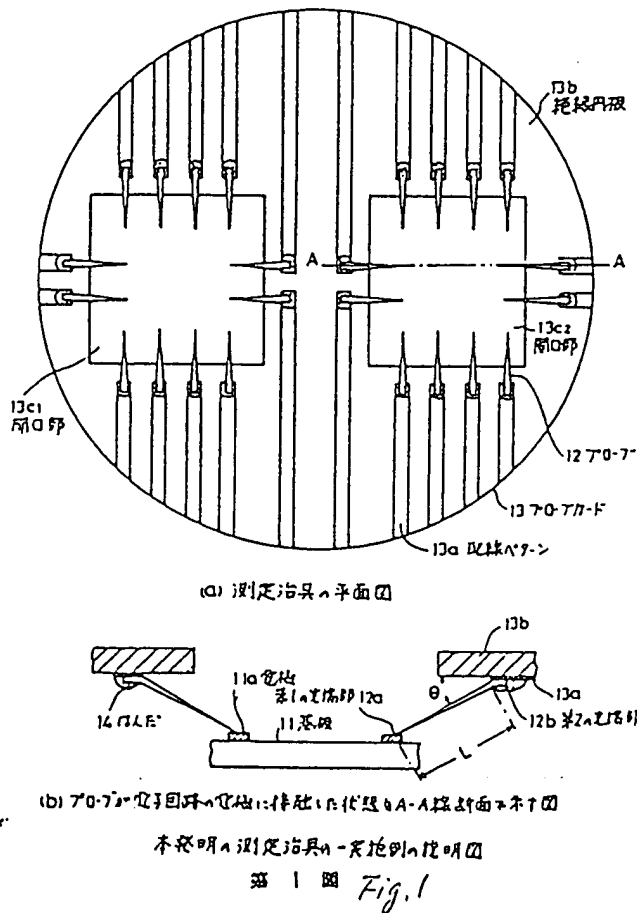 13b
絶縁円板
A
A
13c2
開口部
13c1
開口部
12 プローブ
13 プローブカード
13a 配線パターン
(a) 測定治具の平面図
13b
11a 電極
第1の先端部 12a
θ
13a
14 はんだ
11 基板
12b 第2の先端部
L
(b) プローブが電子回路の電極に接触した状態をA-A線断面で示す図
本発明の測定治具の一実施例の説明図
第 1 図 Fig.1